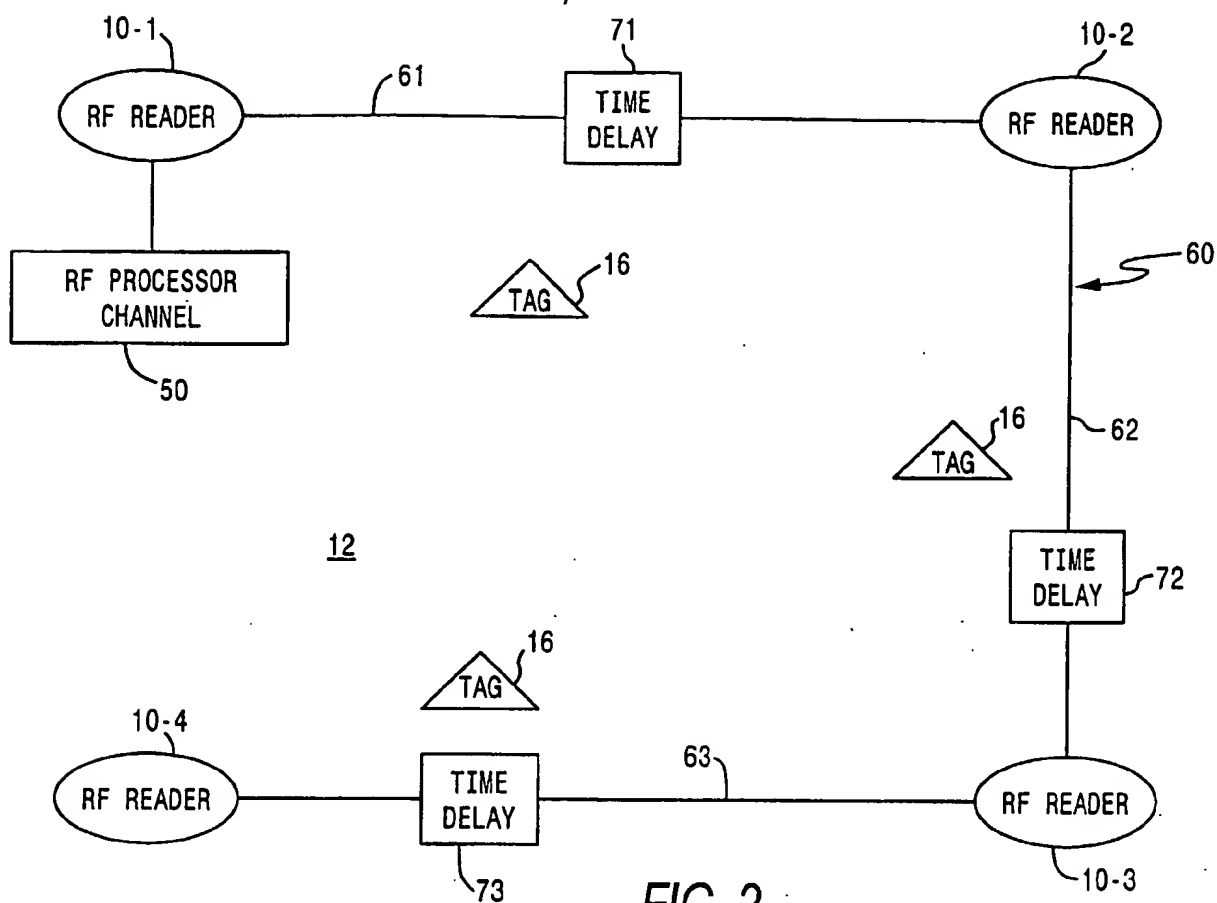 10-1
71
10-2
61
RF READER
TIME
DELAY
RF READER
RF PROCESSOR
CHANNEL
50
TAG
16
60
TAG
16
62
12
TIME
DELAY
72
TAG
16
10-4
RF READER
TIME
DELAY
73
63
RF READER
10-3
FIG. 2